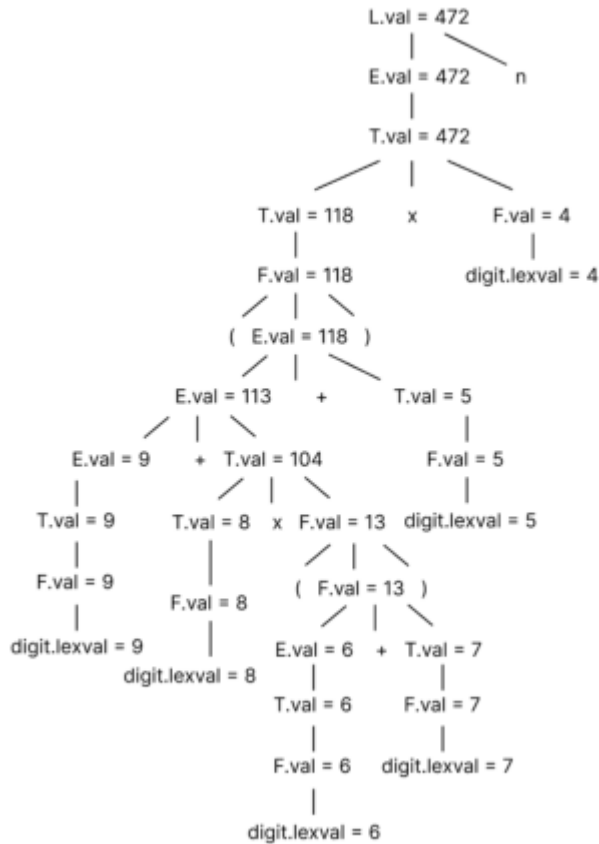 L.val = 472
E.val = 472 n
T.val = 472
T.val = 118 x F.val = 4
F.val = 118 digit.lexval = 4
( E.val = 118 )
E.val = 113 + T.val = 5
E.val = 9 + T.val = 104 F.val = 5
T.val = 9 T.val = 8 x F.val = 13 digit.lexval = 5
F.val = 9 F.val = 8 ( F.val = 13 )
digit.lexval = 9 digit.lexval = 8 E.val = 6 + T.val = 7
T.val = 6 F.val = 7
F.val = 6 digit.lexval = 7
digit.lexval = 6